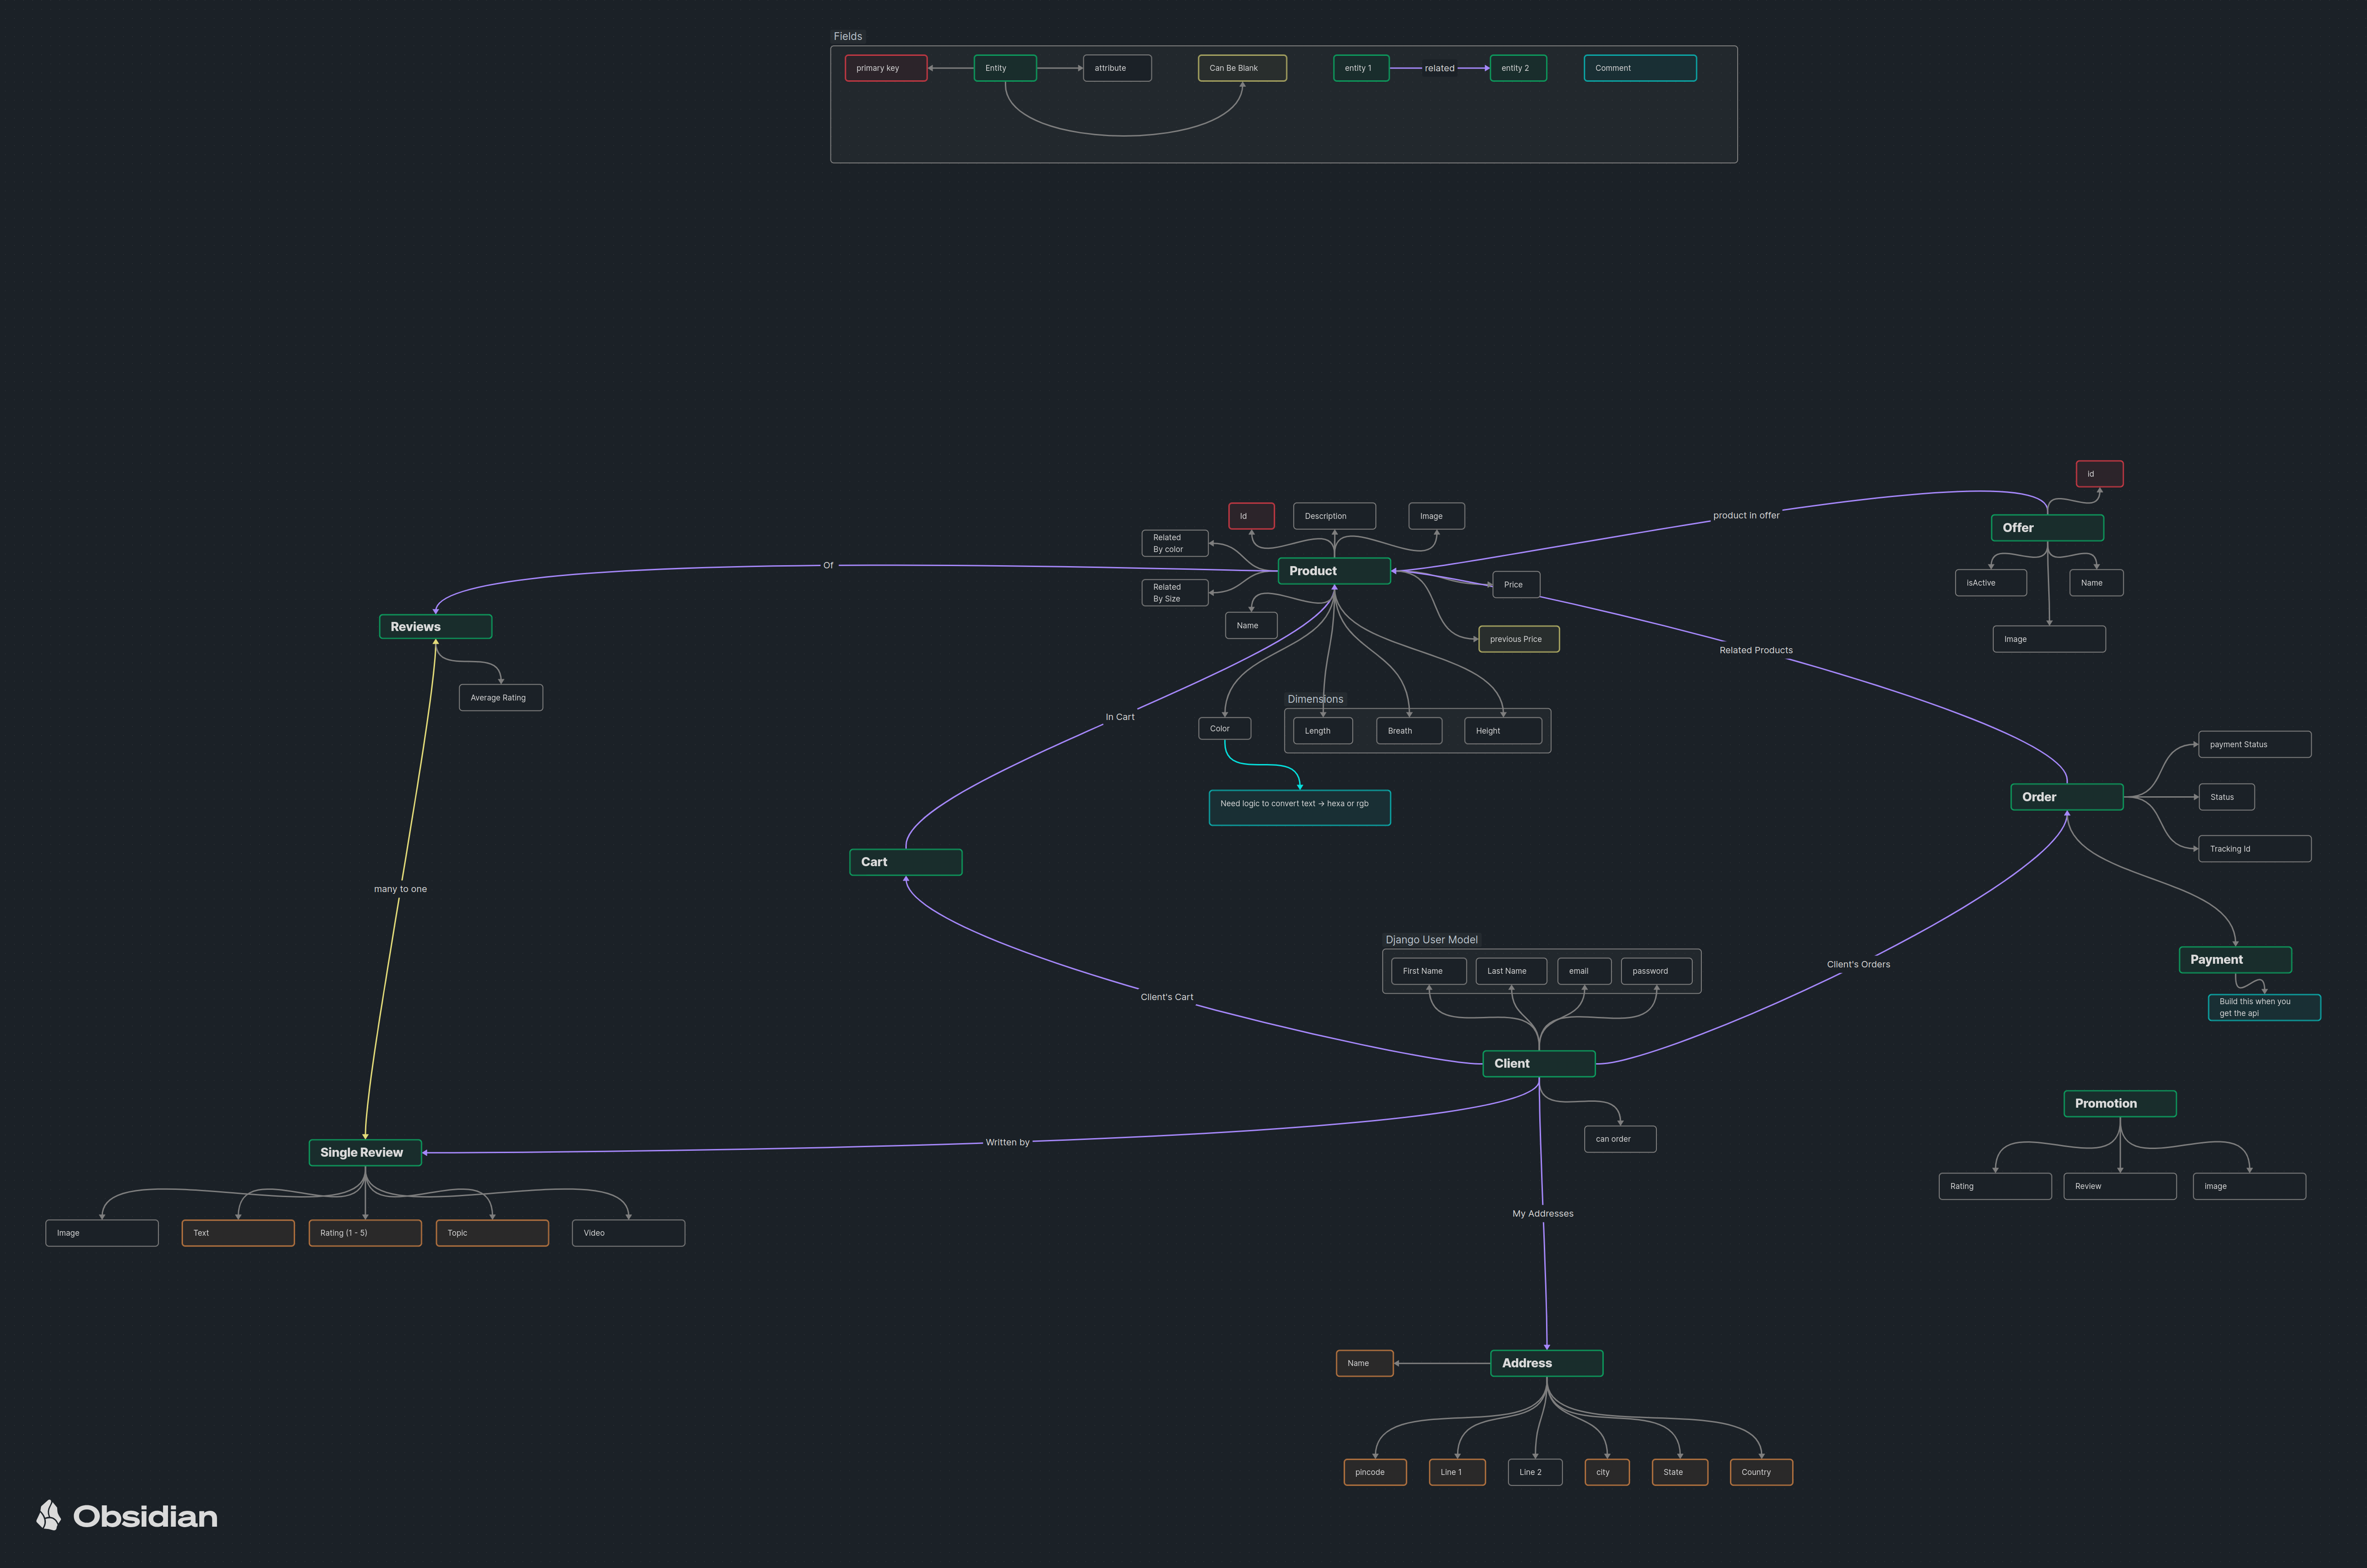 Fields
primary key
Entity
attribute
Can Be Blank
entity 1
related
entity 2
Comment
id
Offer
product in offer
isActive
Name
Image
Id
Description
Image
Related
By color
Product
Related
By Size
Price
Name
previous Price
Of
Reviews
Average Rating
Related Products
Dimensions
In Cart
Color
Length
Breath
Height
Need logic to convert text → hexa or rgb
payment Status
Order
Status
Tracking Id
Cart
many to one
Django User Model
First Name
Last Name
email
password
Client's Orders
Payment
Build this when you
get the api
Client's Cart
Client
Promotion
can order
Written by
Single Review
Rating
Review
image
My Addresses
Image
Text
Rating (1 - 5)
Topic
Video
Name
Address
pincode
Line 1
Line 2
city
State
Country
Obsidian